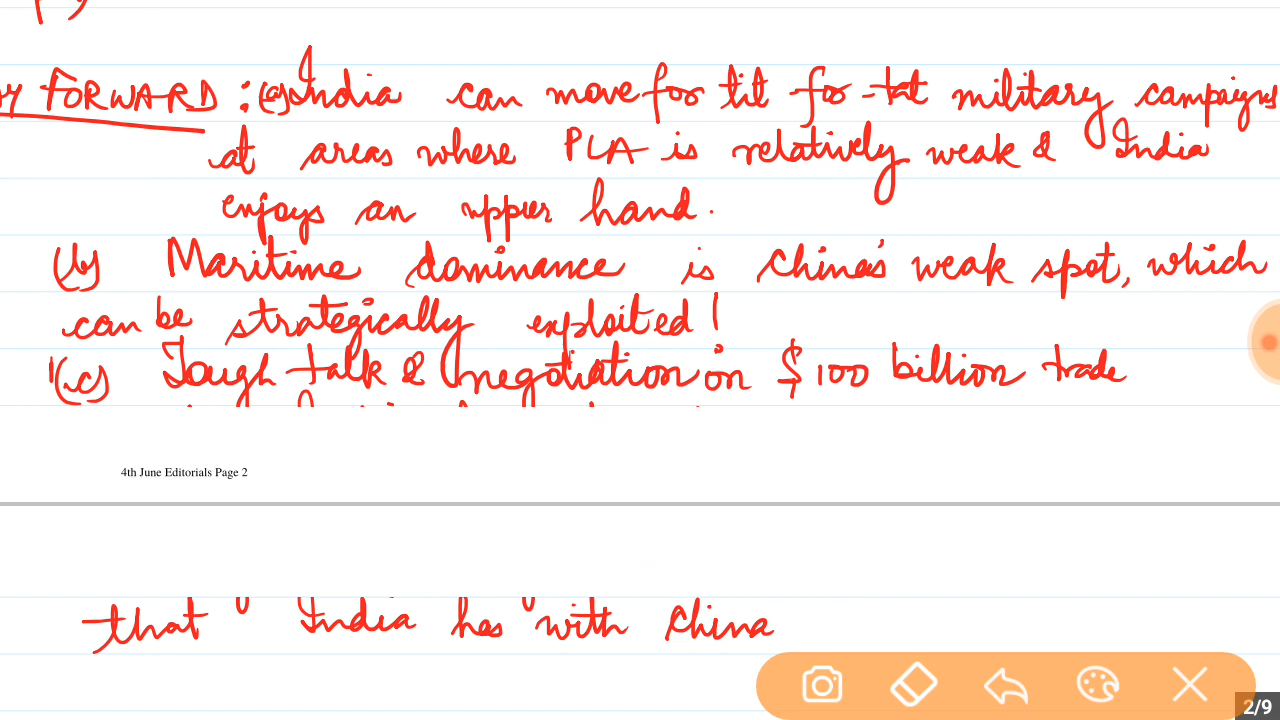 FORWARD : (a) India can move for tit for tat military campaigns
at areas where PLA is relatively weak & India
enjoys an upper hand.
(b) Maritime dominance is China's weak spot, which
can be strategically exploited!
(c) Tough talk & negotiation on $100 billion trade
4th June Editorials Page 2
that India has with China
2/9